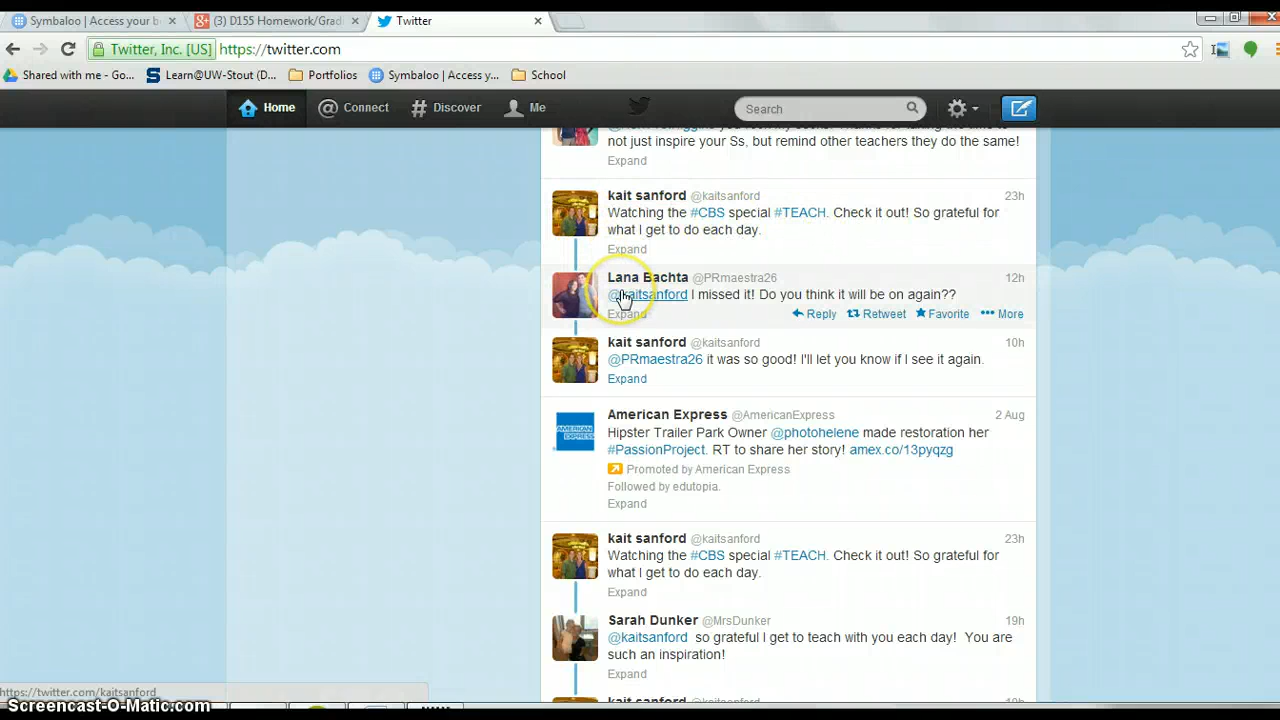 Symbaloo | Access your b
3) D155 Homework/Gradi
Twitter
Twitter, Inc. [US] https://twitter.com
Shared with me - Go... Learn@UW-Stout (D... Portfolios Symbaloo | Access y... School
Home @ Connect # Discover Me Search
not just inspire your Ss, but remind other teachers they do the same!
Expand
kait sanford @kaitsanford 23h
Watching the #CBS special #TEACH. Check it out! So grateful for
what I get to do each day.
Expand
Lana Bachta @PRmaestra26 12h
@kaitsanford I missed it! Do you think it will be on again??
Expand Reply Retweet Favorite More
kait sanford @kaitsanford 10h
@PRmaestra26 it was so good! I'll let you know if I see it again.
Expand
American Express @AmericanExpress 2 Aug
AMERICAN EXPRESS
Hipster Trailer Park Owner @photohelene made restoration her
#PassionProject. RT to share her story! amex.co/13pyqzg
Promoted by American Express
Followed by edutopia.
Expand
kait sanford @kaitsanford 23h
Watching the #CBS special #TEACH. Check it out! So grateful for
what I get to do each day.
Expand
Sarah Dunker @MrsDunker 19h
@kaitsanford so grateful I get to teach with you each day! You are
such an inspiration!
Expand
kait sanford @kaitsanford 19h
https://twitter.com/kaitsanford
Screencast-O-Matic.com